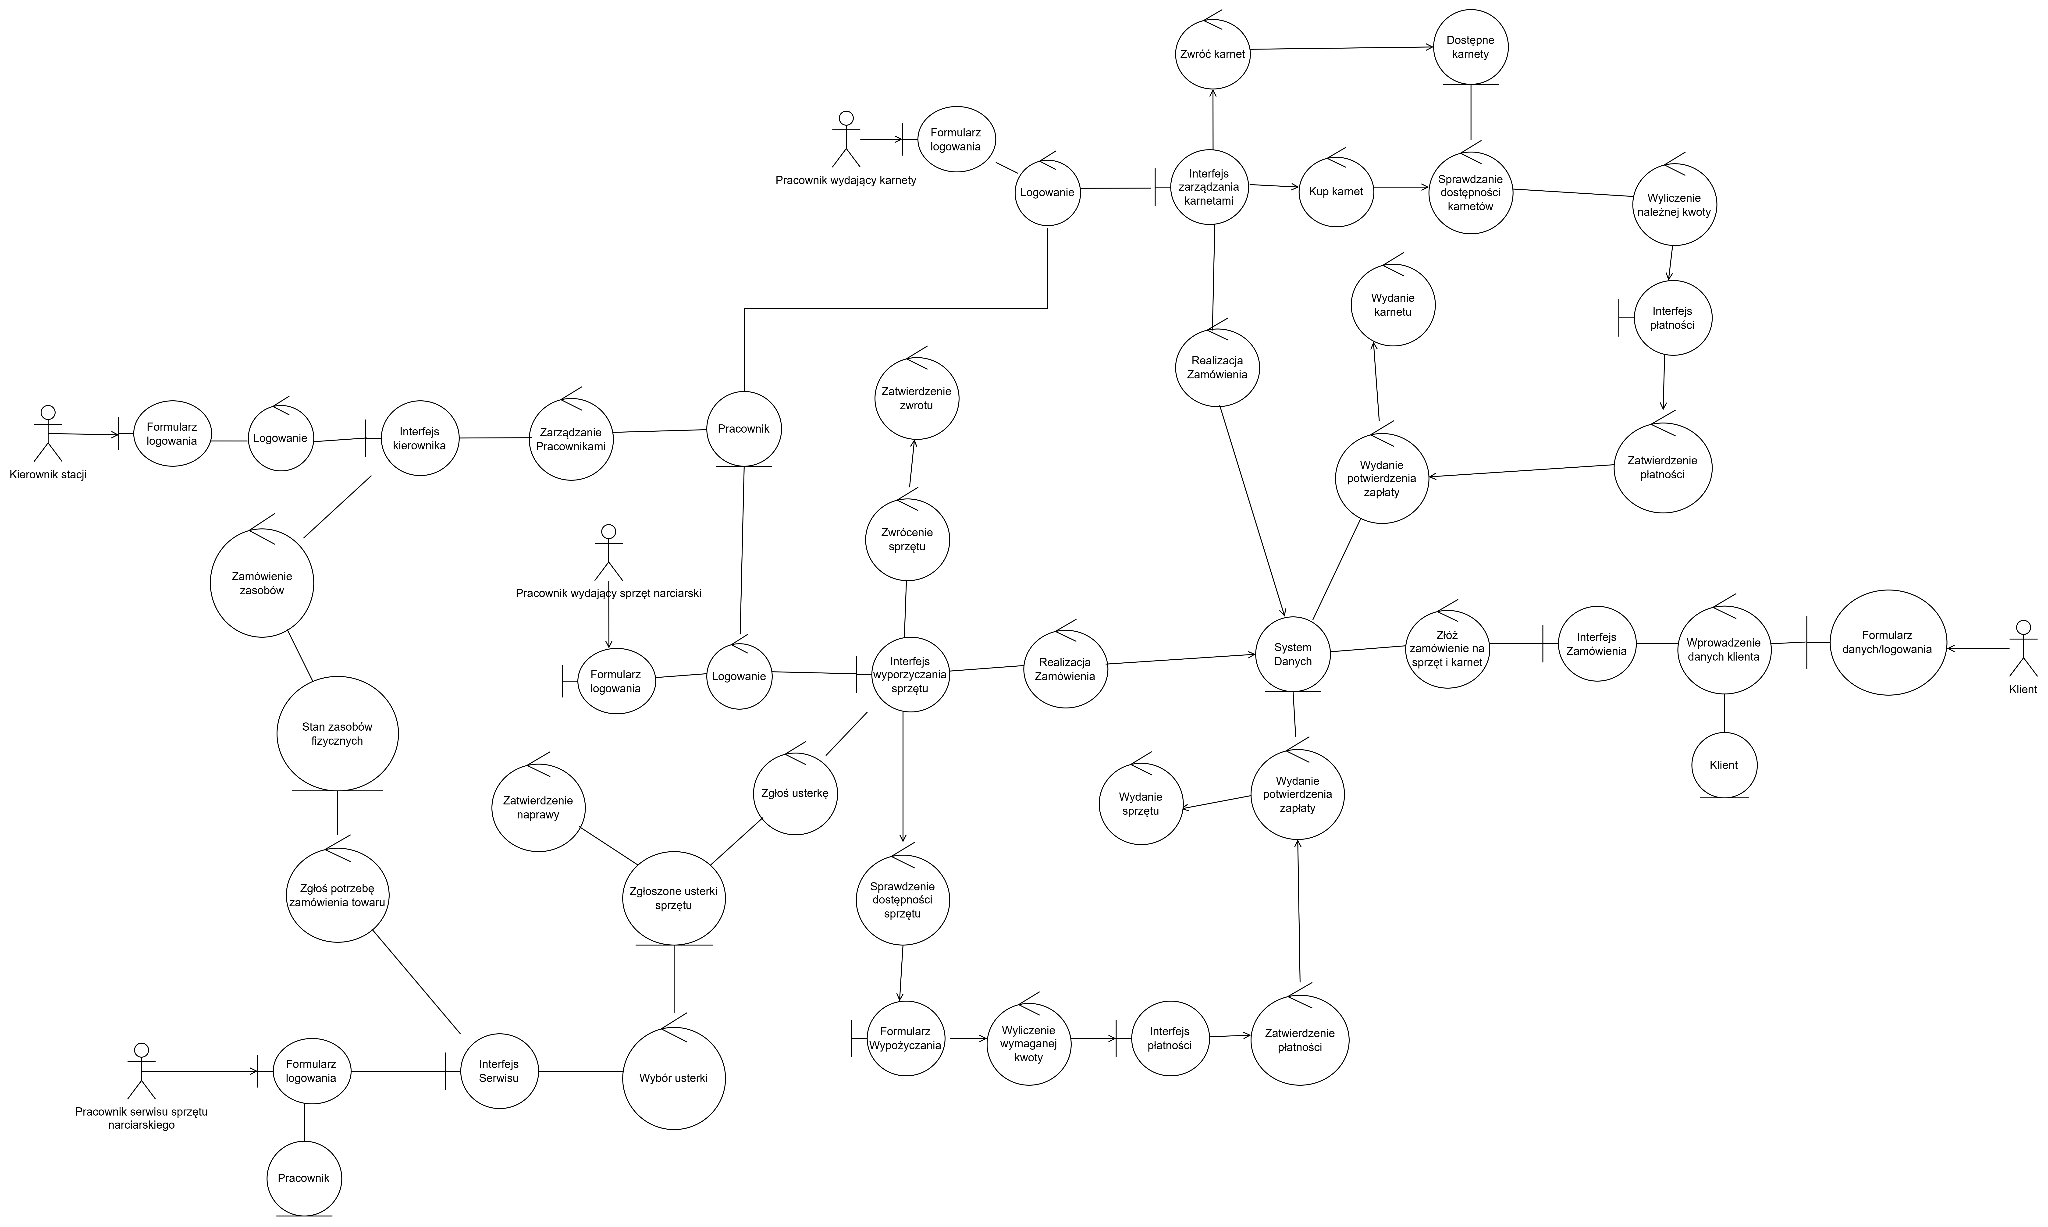 Zwróć karnet
Dostępne
karnety
Formularz
logowania
Pracownik wydający karnety
Logowanie
Interfejs
zarządzania
karnetami
Kup karnet
Sprawdzanie
dostępności
karnetów
Wyliczenie
należnej kwoty
Wydanie
karnetu
Interfejs
płatności
Realizacja
Zamówienia
Zatwierdzenie
zwrotu
Kierownik stacji
Formularz
logowania
Logowanie
Interfejs
kierownika
Zarządzanie
Pracownikami
Pracownik
Wydanie
potwierdzenia
zapłaty
Zatwierdzenie
płatności
Zwrócenie
sprzętu
Zamówienie
zasobów
Pracownik wydający sprzęt narciarski
Formularz
logowania
Logowanie
Interfejs
wyporzyczania
sprzętu
Realizacja
Zamówienia
System
Danych
Złóż
zamówienie na
sprzęt i karnet
Interfejs
Zamówienia
Wprowadzenie
danych klienta
Formularz
danych/logowania
Klient
Klient
Stan zasobów
fizycznych
Zatwierdzenie
naprawy
Zgłoś usterkę
Wydanie
sprzętu
Wydanie
potwierdzenia
zapłaty
Zgłoś potrzebę
zamówienia towaru
Zgłoszone usterki
sprzętu
Sprawdzenie
dostępności
sprzętu
Formularz
Wypożyczania
Wyliczenie
wymaganej
kwoty
Interfejs
płatności
Zatwierdzenie
płatności
Pracownik serwisu sprzętu
narciarskiego
Formularz
logowania
Interfejs
Serwisu
Wybór usterki
Pracownik